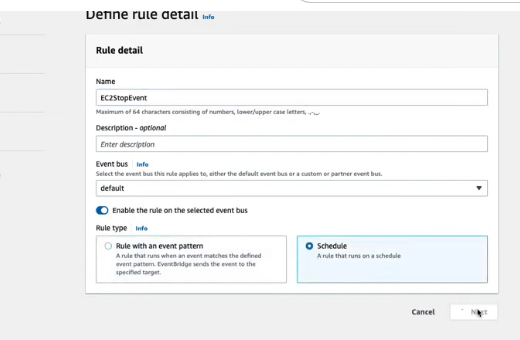 Define rule detail Info
Rule detail
Name
EC2StopEvent
Maximum of 64 characters consisting of numbers, lower/upper case letters, .,-,_.
Description - optional
Enter description
Event bus Info
Select the event bus this rule applies to, either the default event bus or a custom or partner event bus.
default
Enable the rule on the selected event bus
Rule type Info
Rule with an event pattern
A rule that runs when an event matches the defined
event pattern. EventBridge sends the event to the
specified target.
Schedule
A rule that runs on a schedule
Cancel
Next